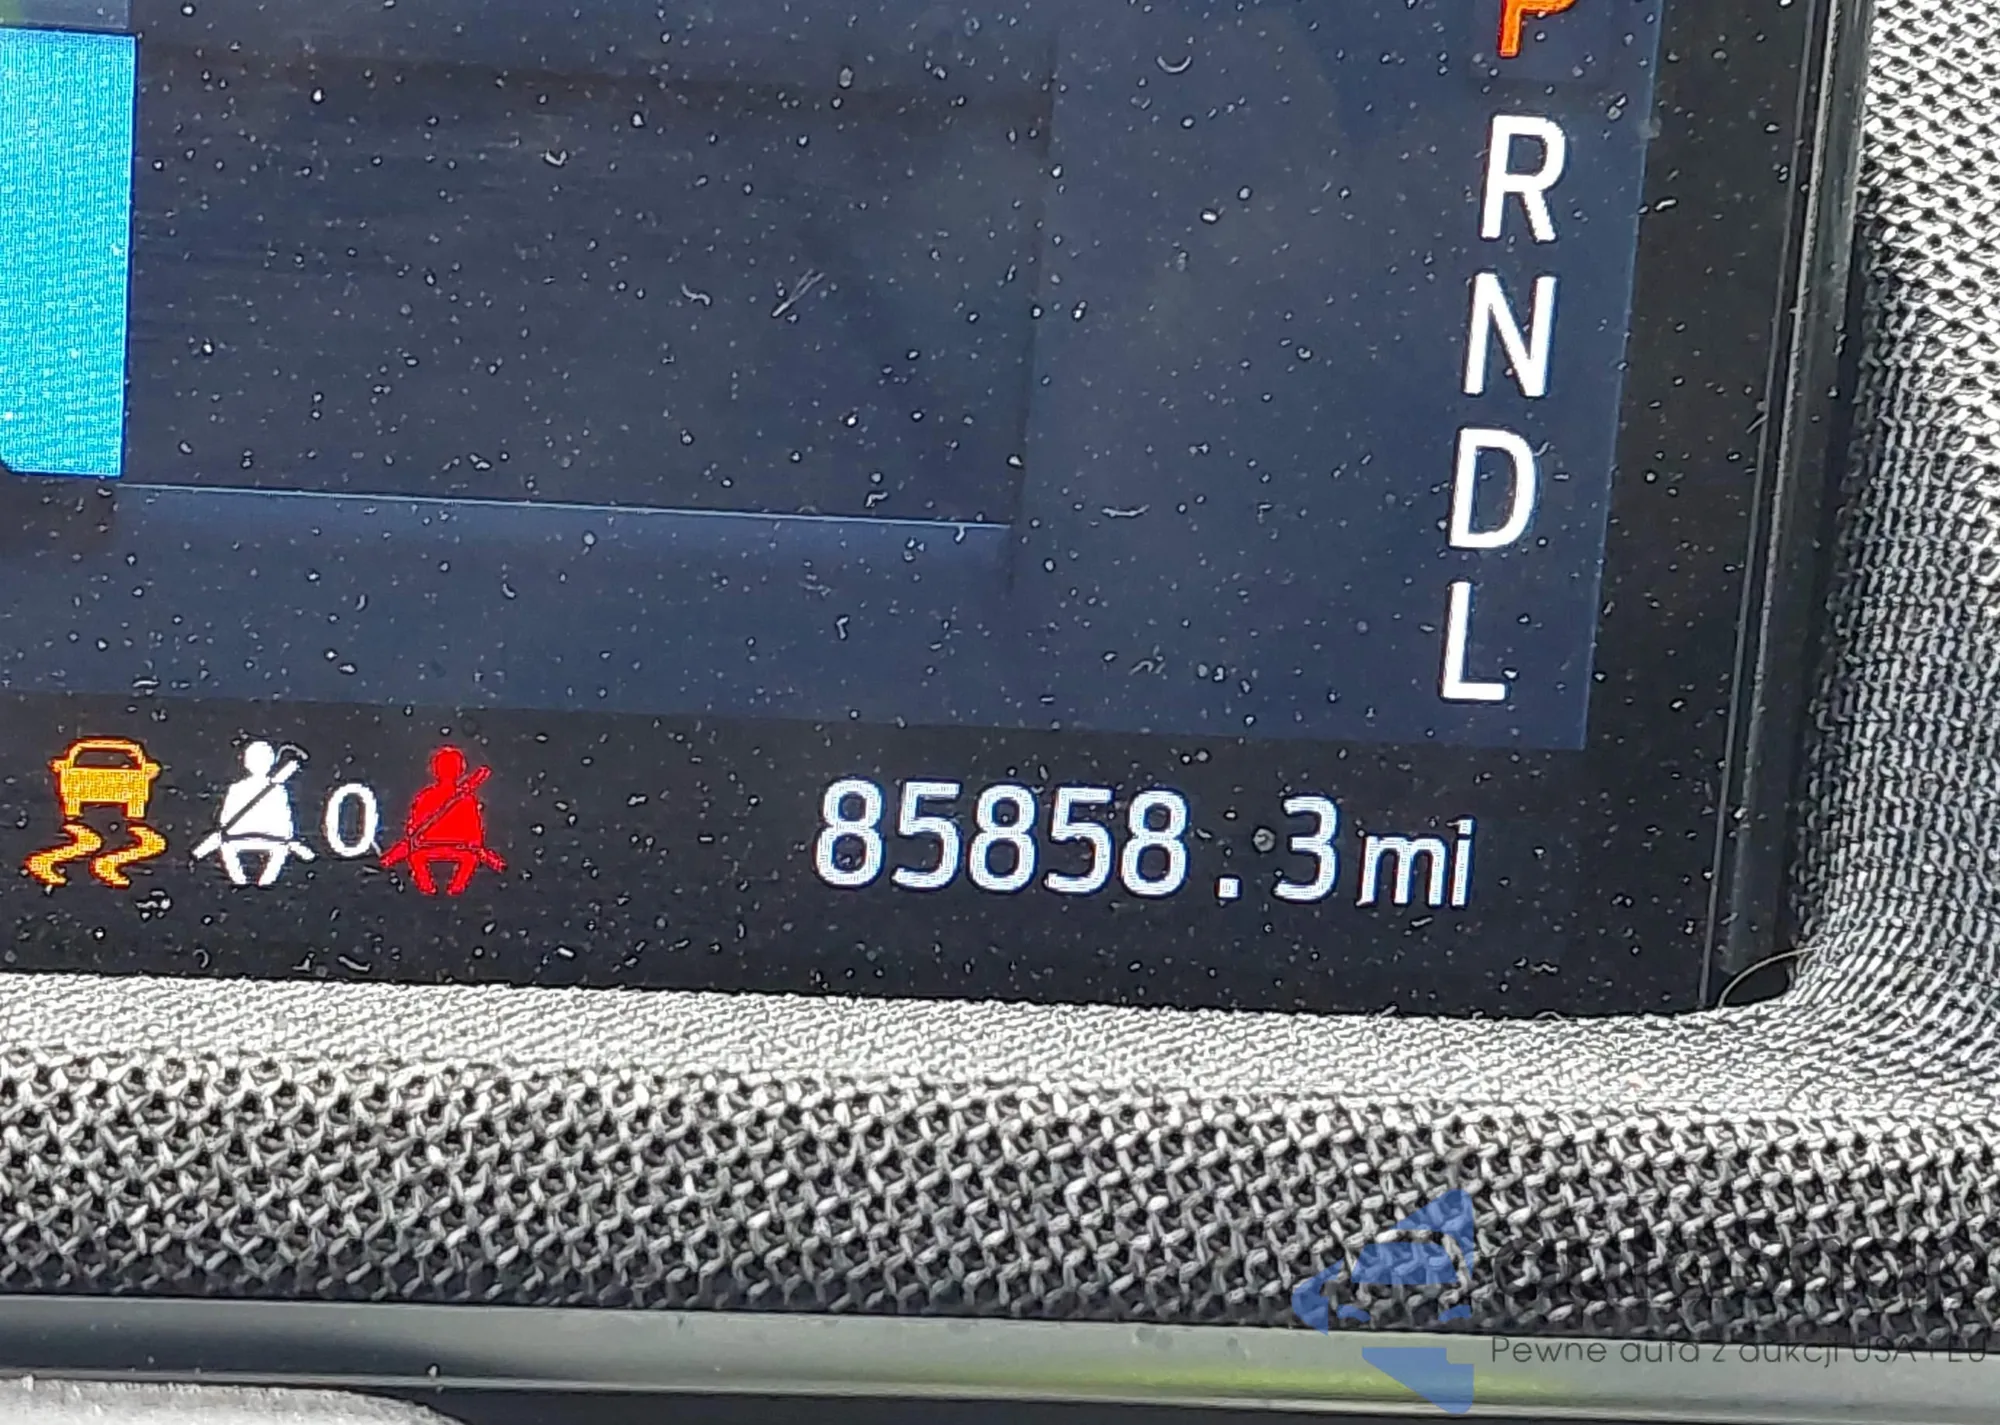 P
R
N
D
L
0
85858.3mi
Pewne auta z aukcji USA i EU